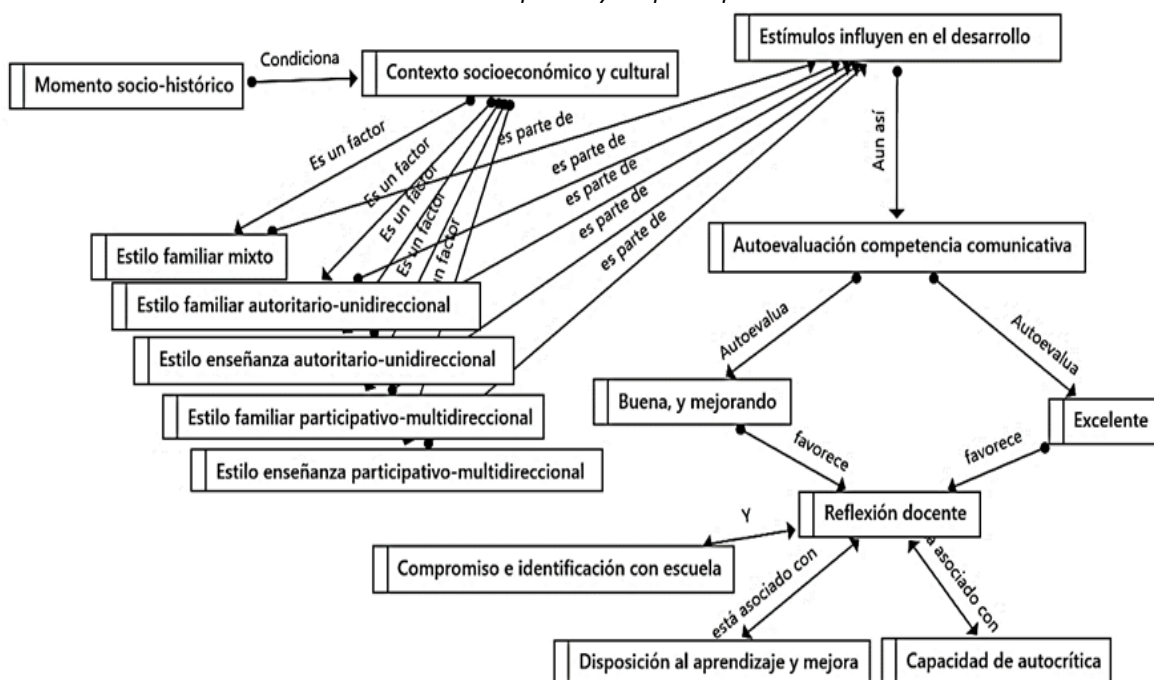 Estímulos influyen en el desarrollo
Condiciona
Momento socio-histórico
Contexto socioeconómico y cultural
Es un factor
es parte de
Aun así
Es un factor
es parte de
Es un factor
es parte de
Es un factor
es parte de
un factor
es parte de
Estilo familiar mixto
Autoevaluación competencia comunicativa
Estilo familiar autoritario-unidireccional
Autoevalua
Autoevalua
Estilo enseñanza autoritario-unidireccional
Buena, y mejorando
Estilo familiar participativo-multidireccional
Excelente
favorece
favorece
Estilo enseñanza participativo-multidireccional
Reflexión docente
Y
Compromiso e identificación con escuela
está asociado con
asociado con
Disposición al aprendizaje y mejora
Capacidad de autocrítica